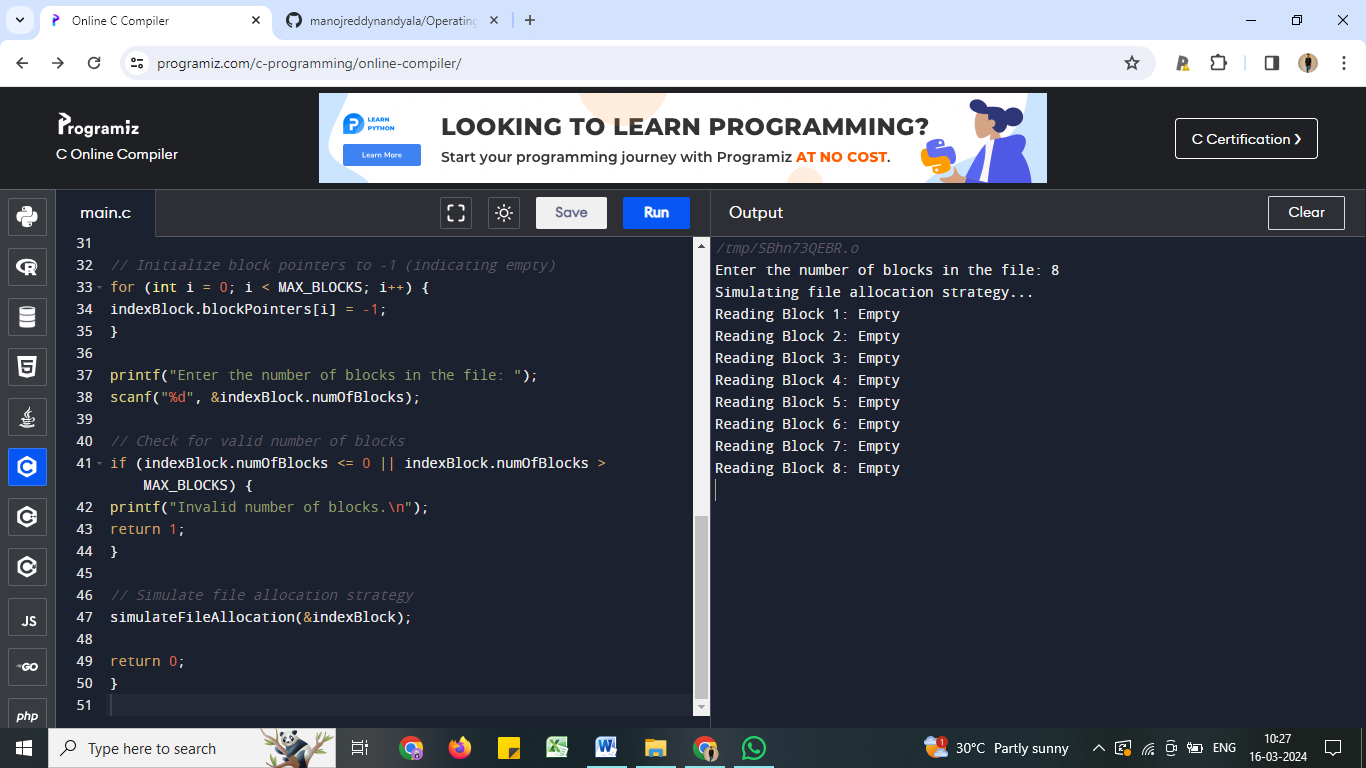 Online C Compiler
manojreddynandyala/Operating
programiz.com/c-programming/online-compiler/
Programiz
C Online Compiler
LEARN
PYTHON
Learn More
LOOKING TO LEARN PROGRAMMING?
Start your programming journey with Programiz AT NO COST.
C Certification
main.c
Save
Run
Output
Clear
31
32 // Initialize block pointers to -1 (indicating empty)
33 for (int i = 0; i < MAX_BLOCKS; i++) {
34 indexBlock.blockPointers[i] = -1;
35 }
36
37 printf("Enter the number of blocks in the file: ");
38 scanf("%d", &indexBlock.numOfBlocks);
39
40 // Check for valid number of blocks
41 if (indexBlock.numOfBlocks <= 0 || indexBlock.numOfBlocks >
MAX_BLOCKS) {
42 printf("Invalid number of blocks.\n");
43 return 1;
44 }
45
46 // Simulate file allocation strategy
47 simulateFileAllocation(&indexBlock);
48
49 return 0;
50 }
51
/tmp/SBhn73QEBR.o
Enter the number of blocks in the file: 8
Simulating file allocation strategy...
Reading Block 1: Empty
Reading Block 2: Empty
Reading Block 3: Empty
Reading Block 4: Empty
Reading Block 5: Empty
Reading Block 6: Empty
Reading Block 7: Empty
Reading Block 8: Empty
JS
GO
php
Type here to search
1
30°C Partly sunny
ENG
10:27
16-03-2024